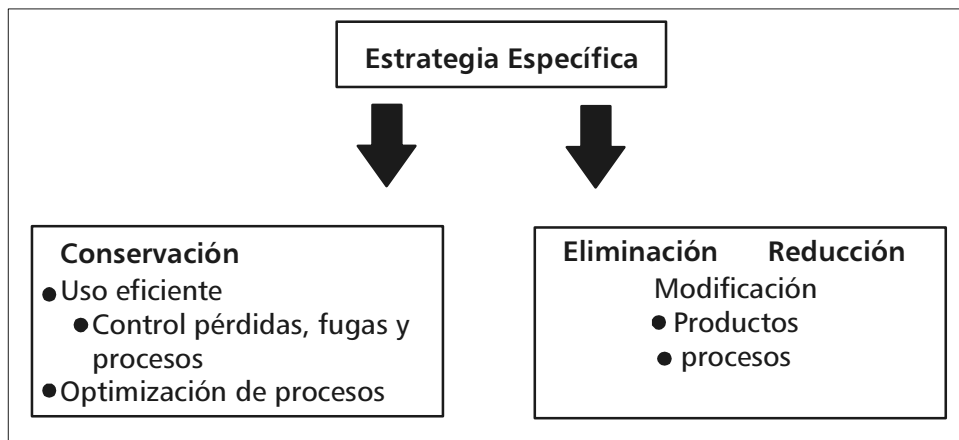 Estrategia Específica
Conservación
● Uso eficiente
● Control pérdidas, fugas y
procesos
● Optimización de procesos
Eliminación Reducción
Modificación
● Productos
● procesos